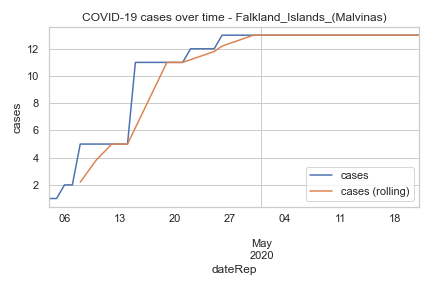 COVID-19 cases over time - Falkland_Islands_(Malvinas)
12
10
8
6
4
2
cases
cases
cases (rolling)
06 13 20 27 04 11 18
May
2020
dateRep